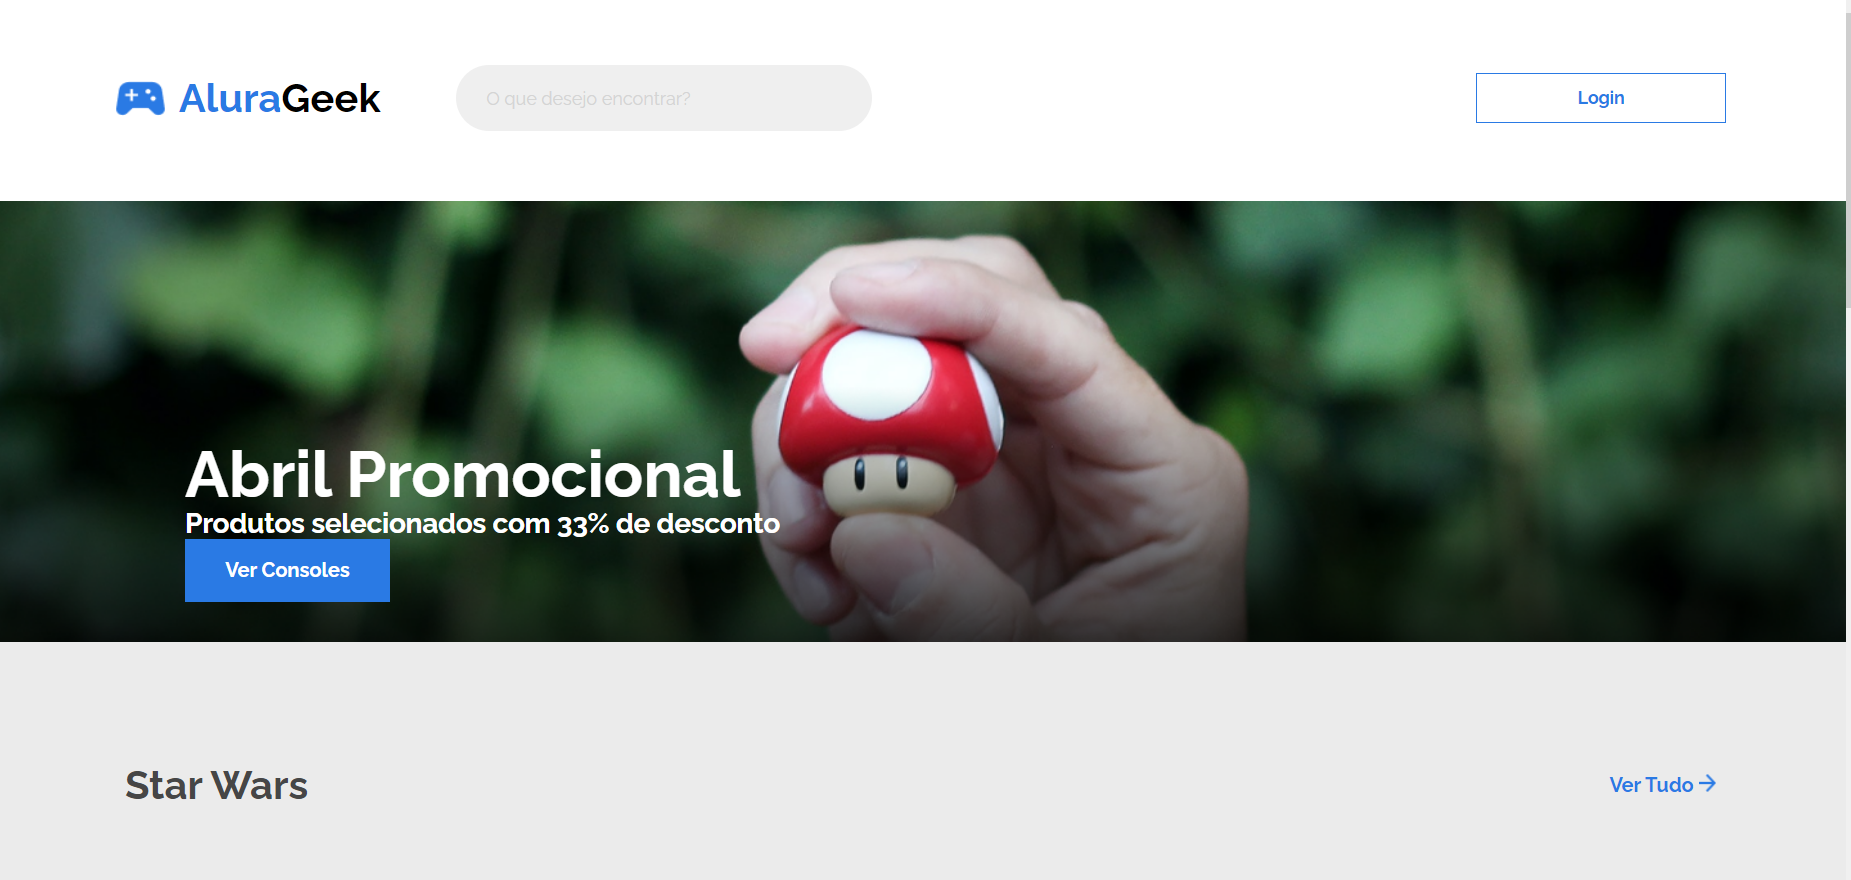 AluraGeek
O que desejo encontrar?
Login
Abril Promocional
Produtos selecionados com 33% de desconto
Ver Consoles
Star Wars
Ver Tudo